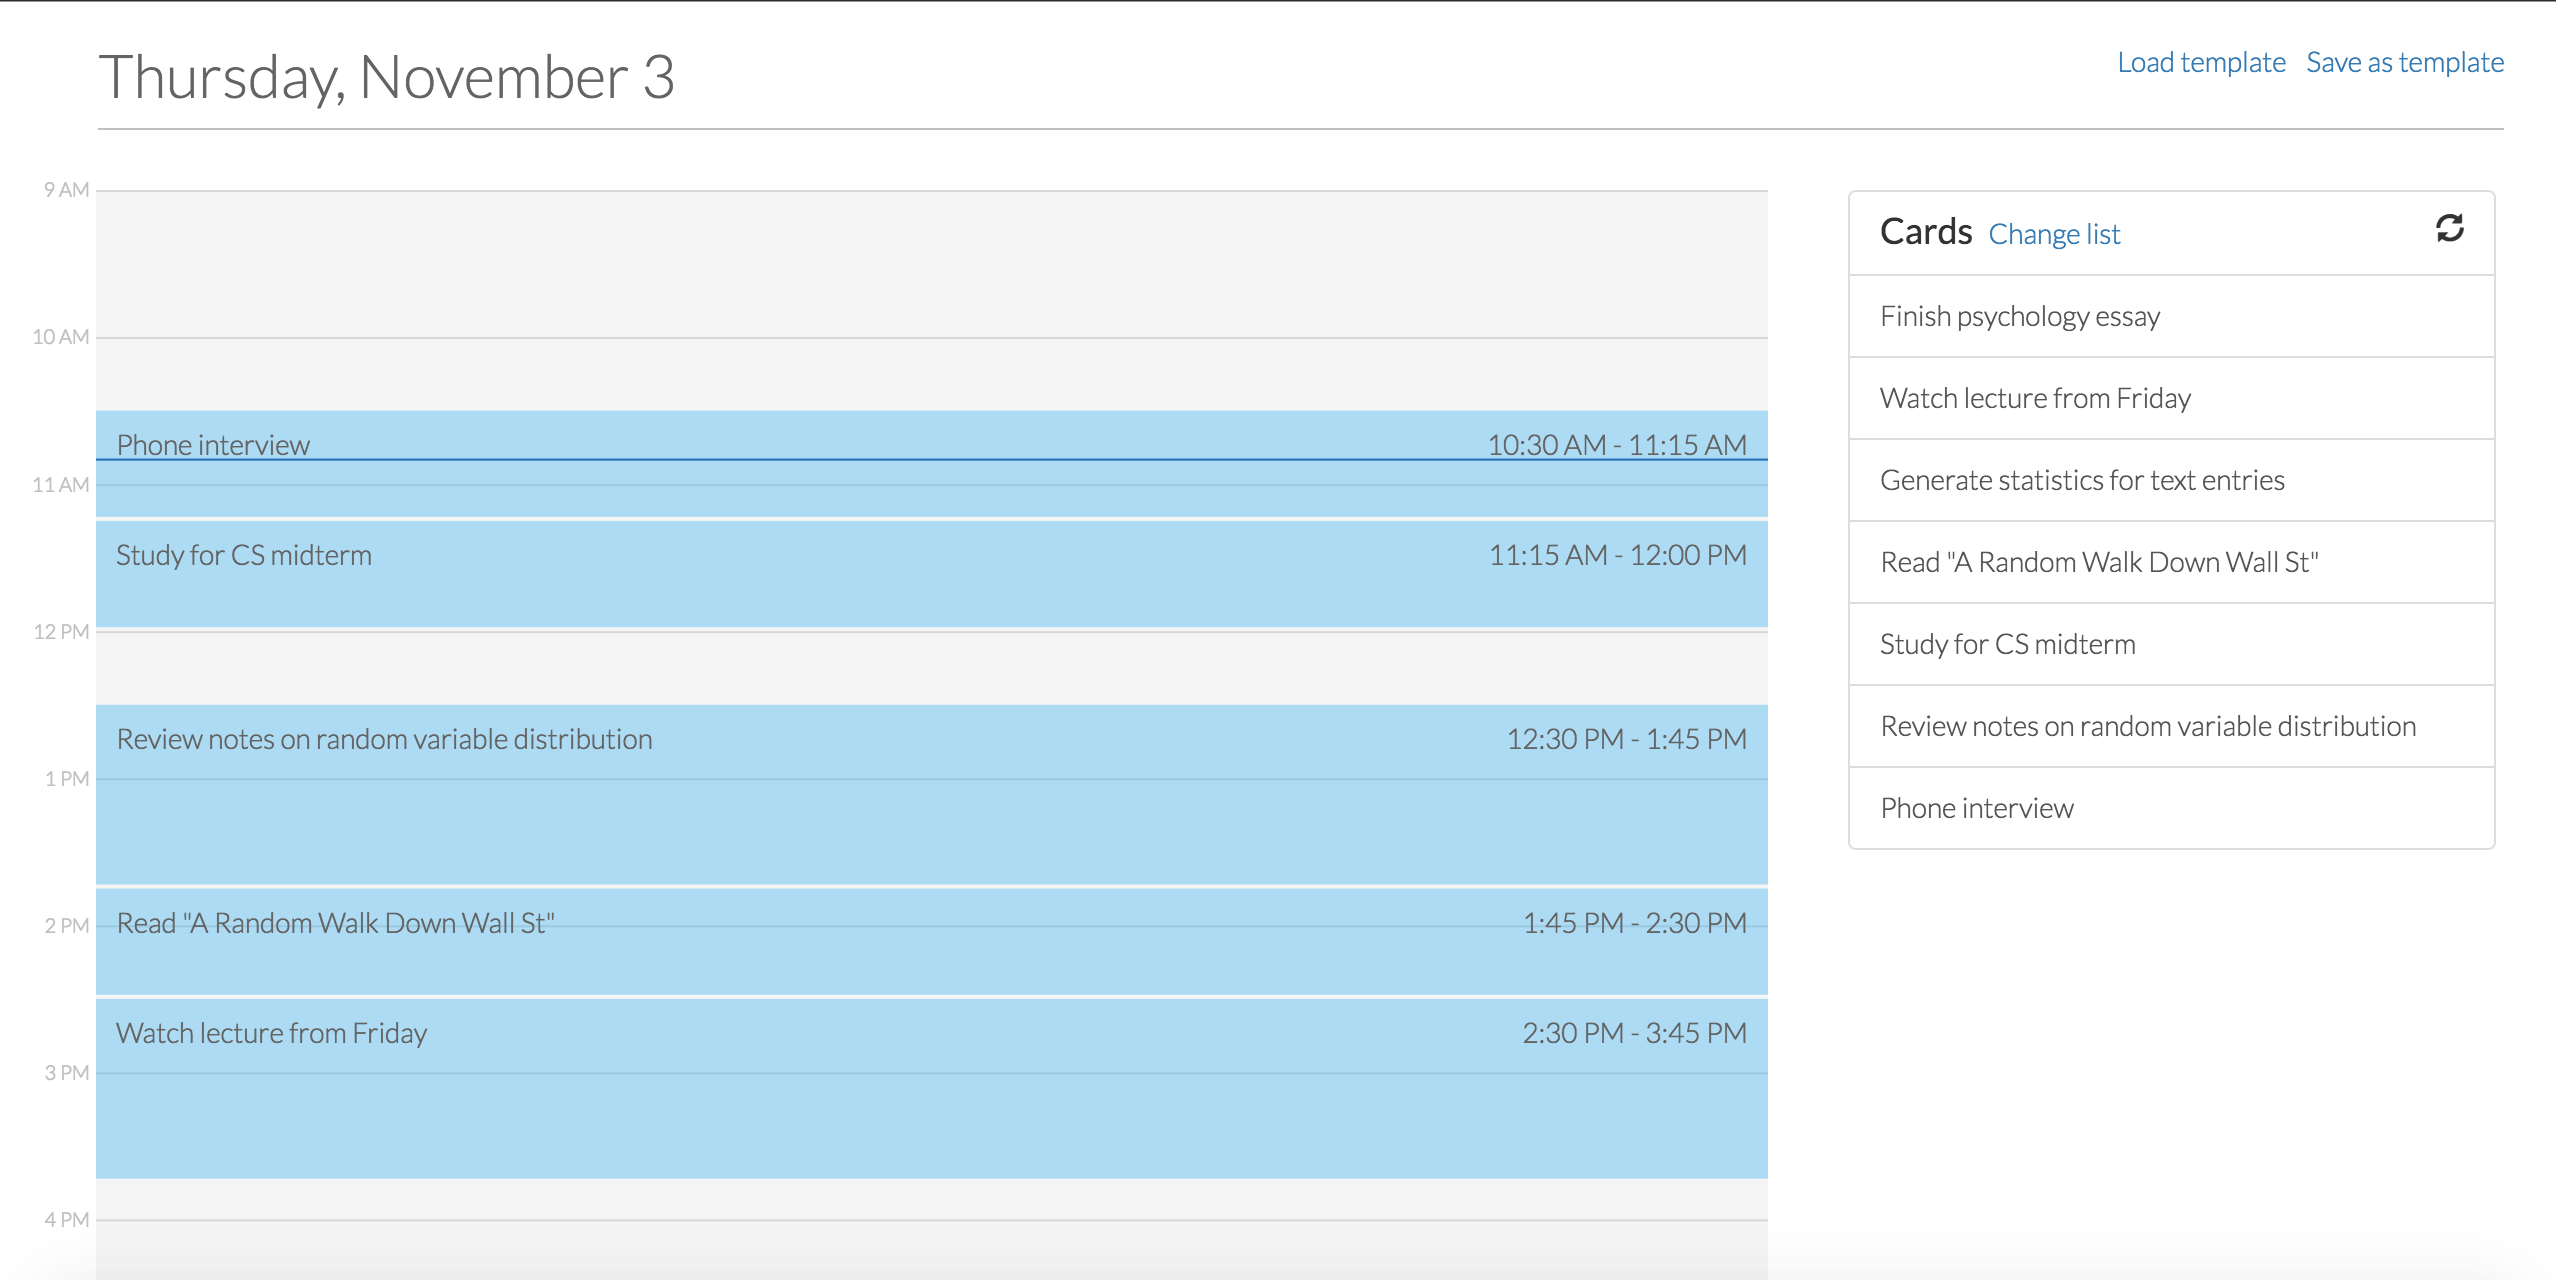 Thursday, November 3
Load template Save as template
9 AM
10 AM
Phone interview 10:30 AM - 11:15 AM
11 AM
Study for CS midterm 11:15 AM - 12:00 PM
12 PM
Review notes on random variable distribution 12:30 PM - 1:45 PM
1 PM
2 PM Read "A Random Walk Down Wall St" 1:45 PM - 2:30 PM
Watch lecture from Friday 2:30 PM - 3:45 PM
3 PM
4 PM
Cards Change list
Finish psychology essay
Watch lecture from Friday
Generate statistics for text entries
Read "A Random Walk Down Wall St"
Study for CS midterm
Review notes on random variable distribution
Phone interview